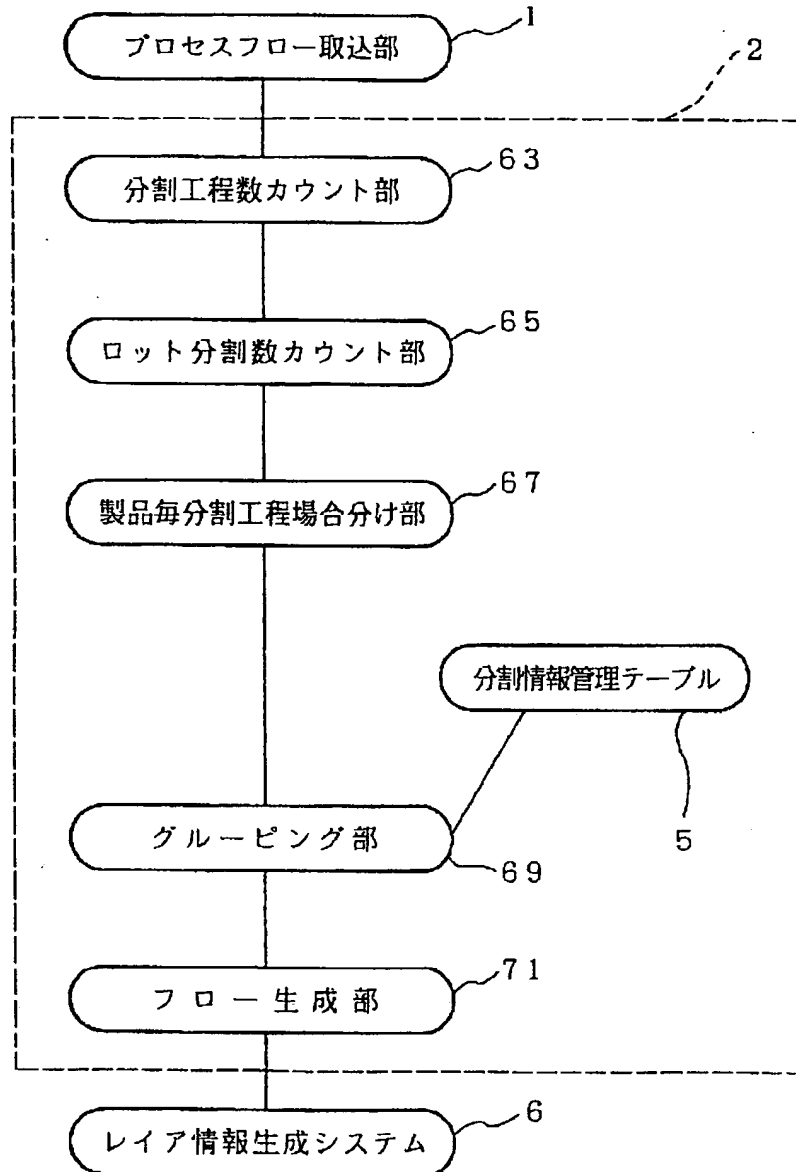 プロセスフロー取込部
1
2
分割工程数カウント部
63
ロット分割数カウント部
65
製品毎分割工程場合分け部
67
分割情報管理テーブル
5
グルーピング部
69
フロー生成部
71
レイア情報生成システム
6